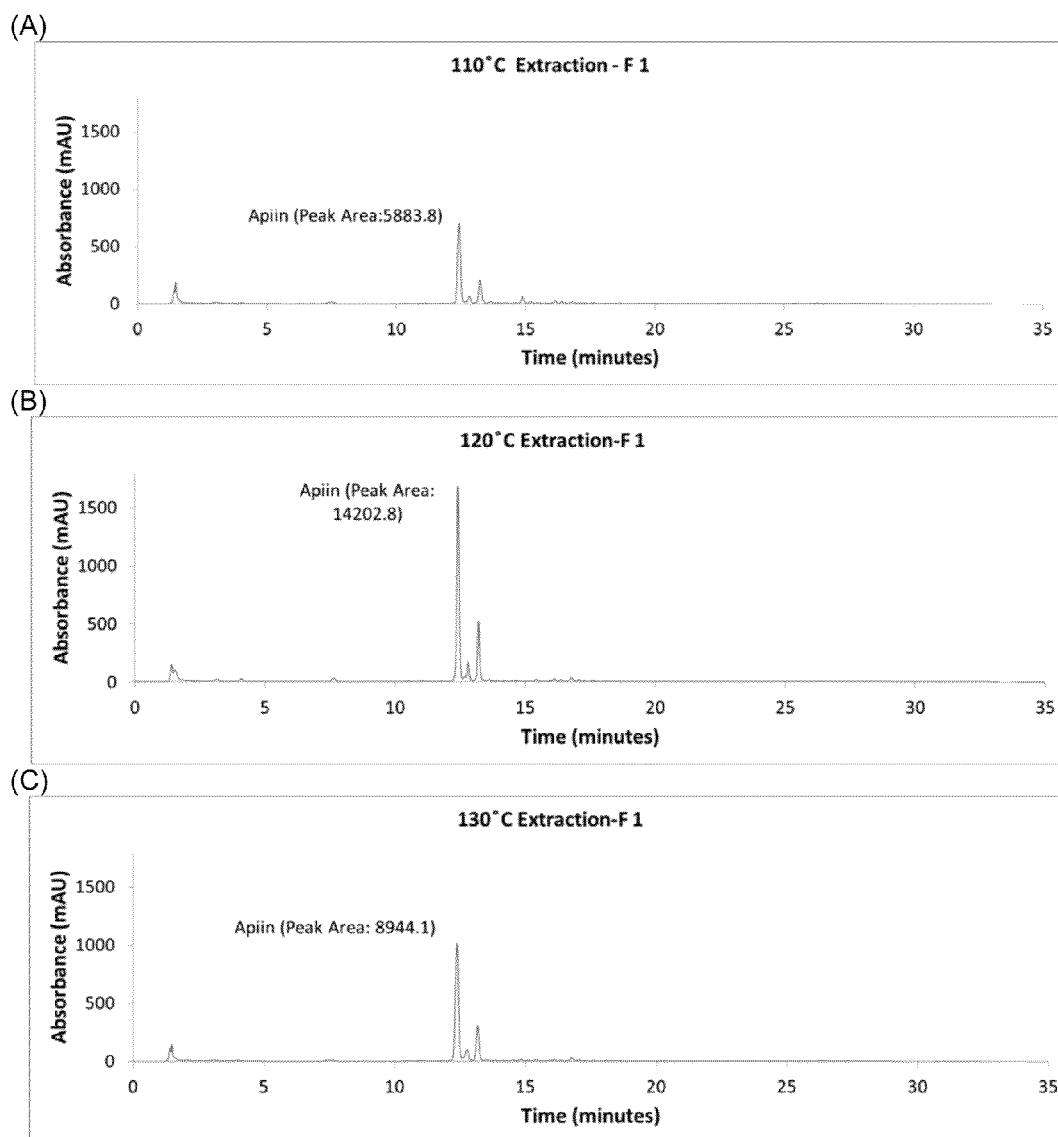 (A)
110°C Extraction - F 1
Absorbance (mAU)
1500
1000
500
0
Apiin (Peak Area:5883.8)
0 5 10 15 20 25 30 35
Time (minutes)
(B)
120°C Extraction-F 1
Absorbance (mAU)
1500
1000
500
0
Apiin (Peak Area:
14202.8)
0 5 10 15 20 25 30 35
Time (minutes)
(C)
130°C Extraction-F 1
Absorbance (mAU)
1500
1000
500
0
Apiin (Peak Area: 8944.1)
0 5 10 15 20 25 30 35
Time (minutes)